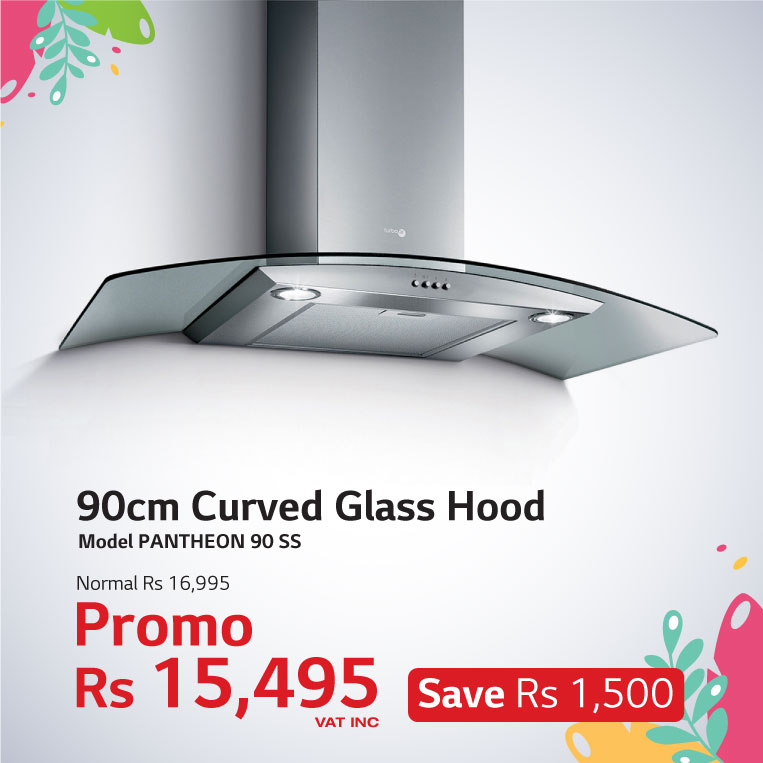 turbo
90cm Curved Glass Hood
Model PANTHEON 90 SS
Normal Rs 16,995
Promo
Rs 15,495
VAT INC
Save Rs 1,500